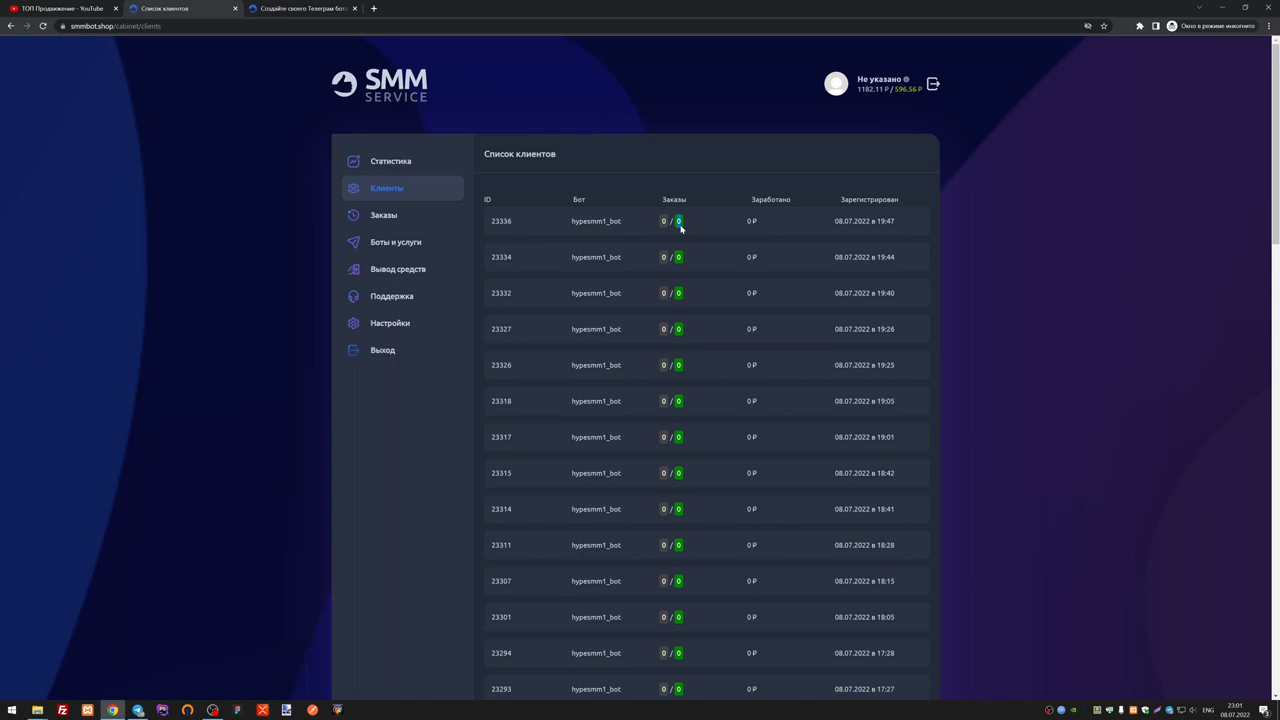 ТОП Продвижение - YouTube
Список клиентов
Создайте своего Телеграм бота
smmbot.shop/cabinet/clients
Окно в режиме инкогнито
SMM
SERVICE
Не указано
1182.11 ₽ / 596.56 ₽
Статистика
Клиенты
Заказы
Боты и услуги
Вывод средств
Поддержка
Настройки
Выход
Список клиентов
ID Бот Заказы Заработано Зарегистрирован
23336 hypesmm1_bot 0 / 0 0 ₽ 08.07.2022 в 19:47
23334 hypesmm1_bot 0 / 0 0 ₽ 08.07.2022 в 19:44
23332 hypesmm1_bot 0 / 0 0 ₽ 08.07.2022 в 19:40
23327 hypesmm1_bot 0 / 0 0 ₽ 08.07.2022 в 19:26
23326 hypesmm1_bot 0 / 0 0 ₽ 08.07.2022 в 19:25
23318 hypesmm1_bot 0 / 0 0 ₽ 08.07.2022 в 19:05
23317 hypesmm1_bot 0 / 0 0 ₽ 08.07.2022 в 19:01
23315 hypesmm1_bot 0 / 0 0 ₽ 08.07.2022 в 18:42
23314 hypesmm1_bot 0 / 0 0 ₽ 08.07.2022 в 18:41
23311 hypesmm1_bot 0 / 0 0 ₽ 08.07.2022 в 18:28
23307 hypesmm1_bot 0 / 0 0 ₽ 08.07.2022 в 18:15
23301 hypesmm1_bot 0 / 0 0 ₽ 08.07.2022 в 18:05
23294 hypesmm1_bot 0 / 0 0 ₽ 08.07.2022 в 17:28
23293 hypesmm1_bot 0 / 0 0 ₽ 08.07.2022 в 17:27
ENG
23:01
08.07.2022